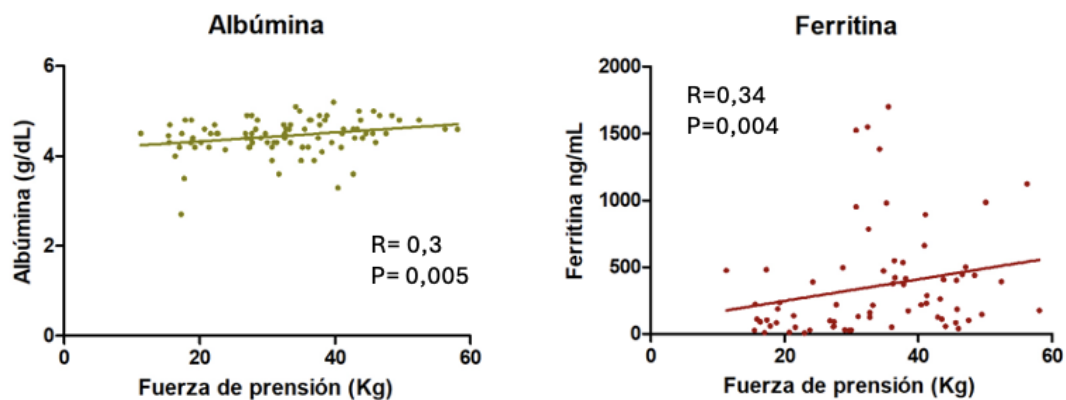 Albúmina
6
4
2
0
Albúmina (g/dL)
R= 0,3
P= 0,005
0
20
40
60
Fuerza de prensión (Kg)
Ferritina
2000
1500
1000
500
0
Ferritina ng/mL
R=0,34
P=0,004
0
20
40
60
Fuerza de prensión (Kg)